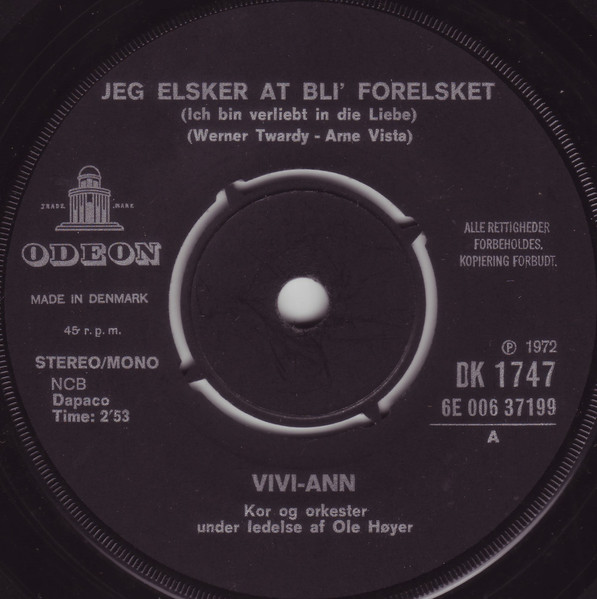 JEG ELSKER AT BLI' FORELSKET
(Ich bin verliebt in die Liebe)
(Werner Twardy - Arne Vista)
TRADE MARK
ODEON
ALLE RETTIGHEDER
FORBEHOLDES.
KOPIERING FORBUDT.
MADE IN DENMARK
45 r.p.m.
STEREO/MONO
NCB
Dapaco
Time: 2'53
Ⓟ 1972
DK 1747
6E 006 37199
A
VIVI-ANN
Kor og orkester
under ledelse af Ole Høyer